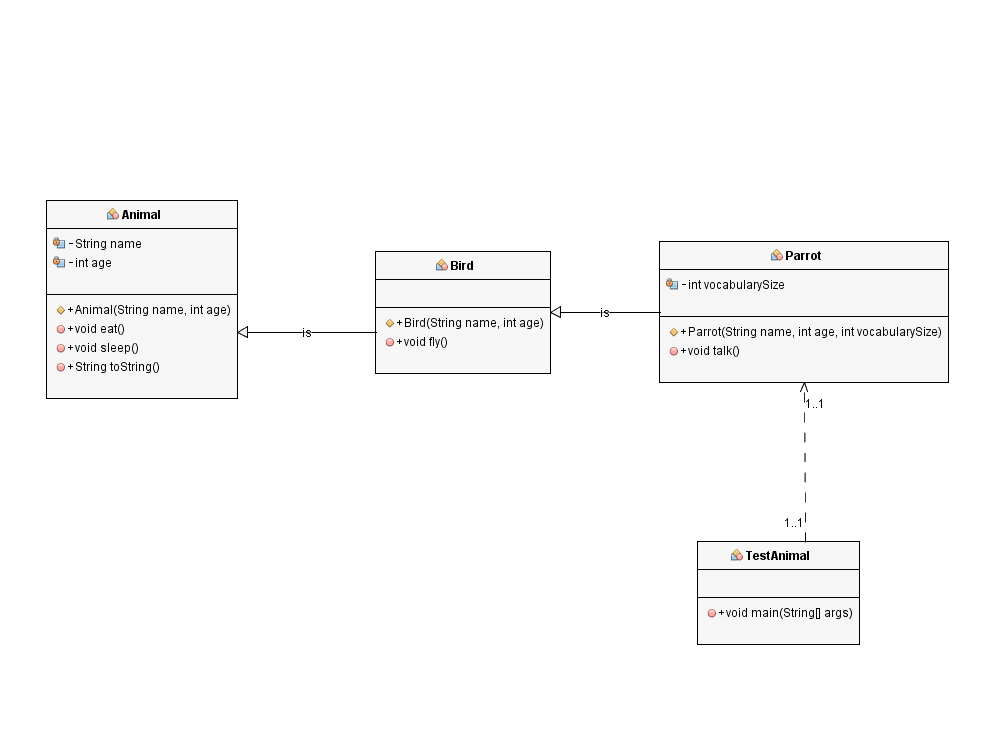 Animal
-String name
-int age
+Animal(String name, int age)
+void eat()
+void sleep()
+String toString()
is
Bird
+Bird(String name, int age)
+void fly()
is
Parrot
-int vocabularySize
+Parrot(String name, int age, int vocabularySize)
+void talk()
1..1
1..1
TestAnimal
+void main(String[] args)